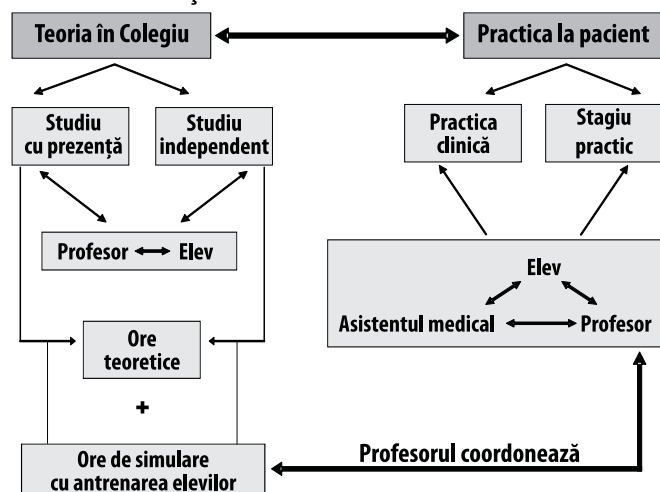 Teoria în Colegiu
Practica la pacient
Studiu
cu prezență
Studiu
independent
Practica
clinică
Stagiu
practic
Profesor
Elev
Elev
Asistentul medical
Profesor
Ore
teoretice
+
Profesorul coordonează
Ore de simulare
cu antrenarea elevilor